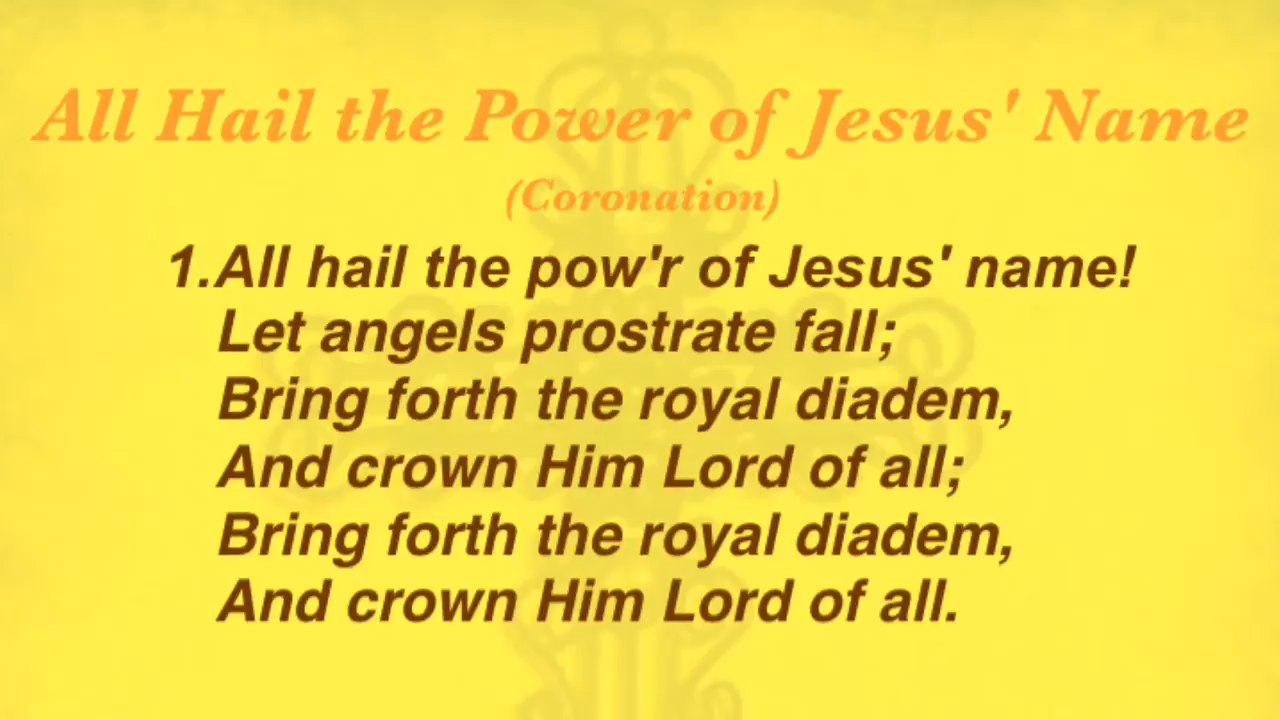 All Hail the Power of Jesus' Name
(Coronation)
1.All hail the pow'r of Jesus' name!
Let angels prostrate fall;
Bring forth the royal diadem,
And crown Him Lord of all;
Bring forth the royal diadem,
And crown Him Lord of all.